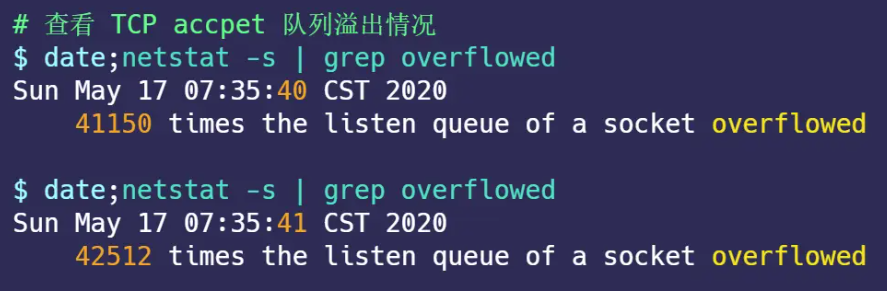 # 查看 TCP accpet 队列溢出情况
$ date;netstat -s | grep overflowed
Sun May 17 07:35:40 CST 2020
    41150 times the listen queue of a socket overflowed
$ date;netstat -s | grep overflowed
Sun May 17 07:35:41 CST 2020
    42512 times the listen queue of a socket overflowed